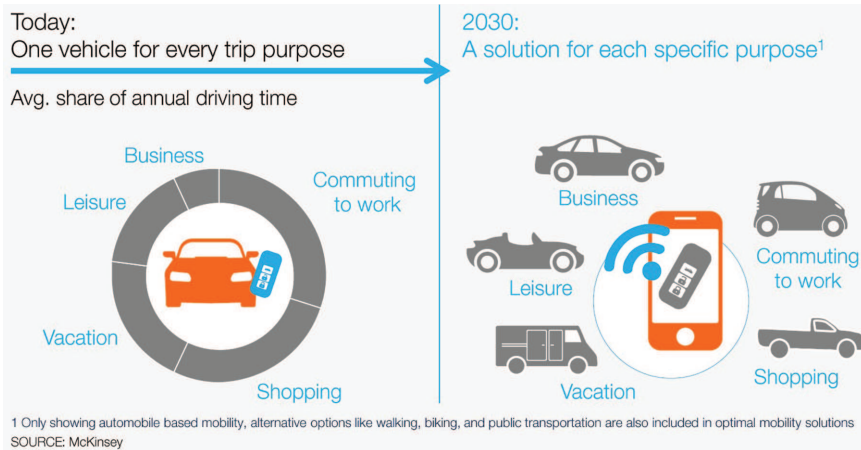 Today:
One vehicle for every trip purpose
Avg. share of annual driving time
Business
Leisure
Commuting
to work
Vacation
Shopping
2030:
A solution for each specific purpose¹
Business
Leisure
Commuting
to work
Vacation
Shopping
1 Only showing automobile based mobility, alternative options like walking, biking, and public transportation are also included in optimal mobility solutions
SOURCE: McKinsey